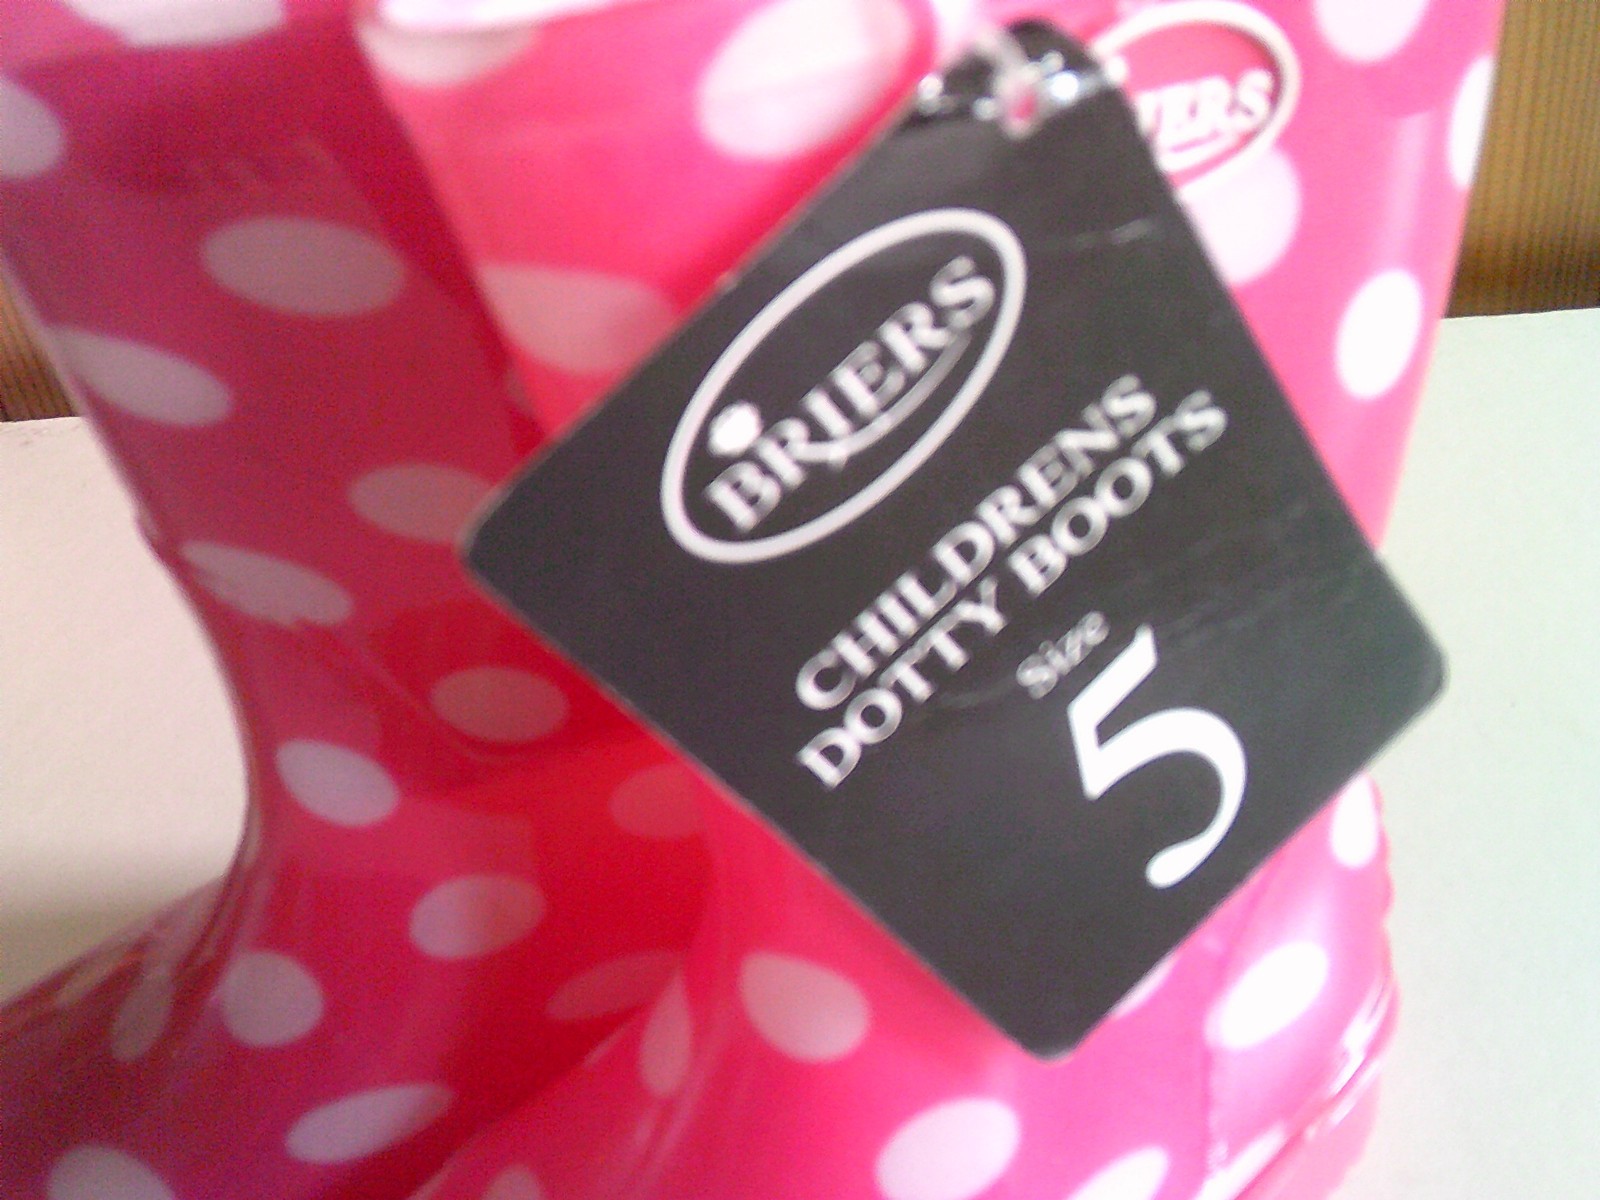 BRIERS
CHILDRENS
DOTTY BOOTS
Size
5